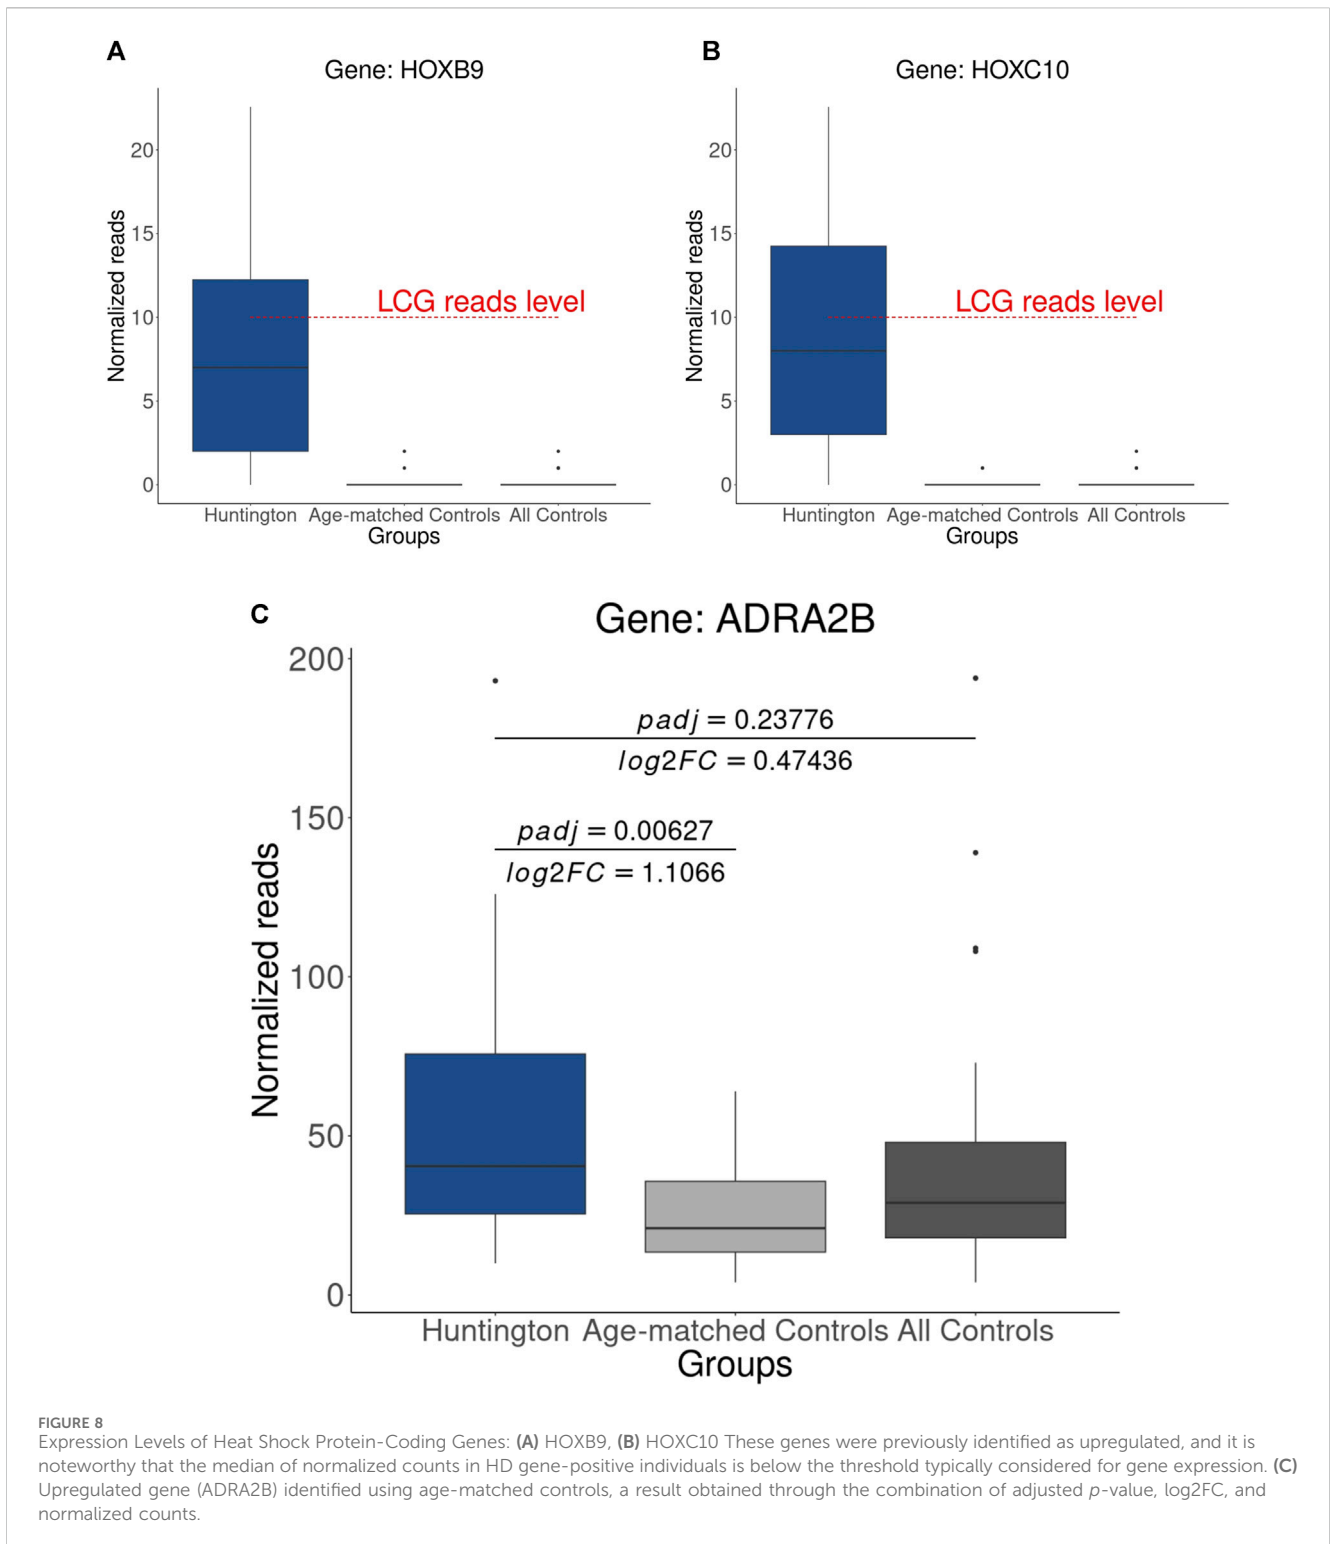 A
Gene: HOXB9
Normalized reads
20
15
10
5
0
LCG reads level
Huntington Age-matched Controls All Controls
Groups
B
Gene: HOXC10
Normalized reads
20
15
10
5
0
LCG reads level
Huntington Age-matched Controls All Controls
Groups
C
Gene: ADRA2B
Normalized reads
200
150
100
50
0
padj = 0.23776
log2FC = 0.47436
padj = 0.00627
log2FC = 1.1066
Huntington Age-matched Controls All Controls
Groups
FIGURE 8
Expression Levels of Heat Shock Protein-Coding Genes: (A) HOXB9, (B) HOXC10 These genes were previously identified as upregulated, and it is
noteworthy that the median of normalized counts in HD gene-positive individuals is below the threshold typically considered for gene expression. (C)
Upregulated gene (ADRA2B) identified using age-matched controls, a result obtained through the combination of adjusted p-value, log2FC, and
normalized counts.